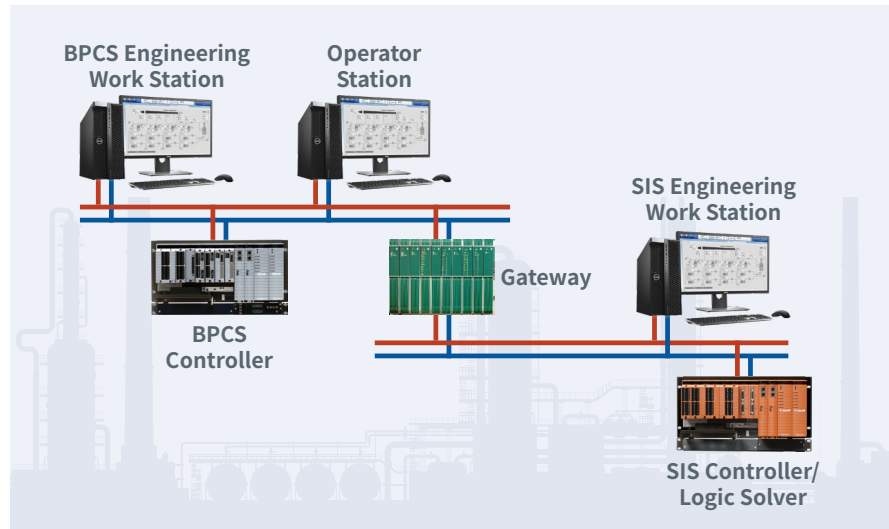 BPCS Engineering
Work Station
Operator
Station
SIS Engineering
Work Station
Gateway
BPCS
Controller
SIS Controller/
Logic Solver